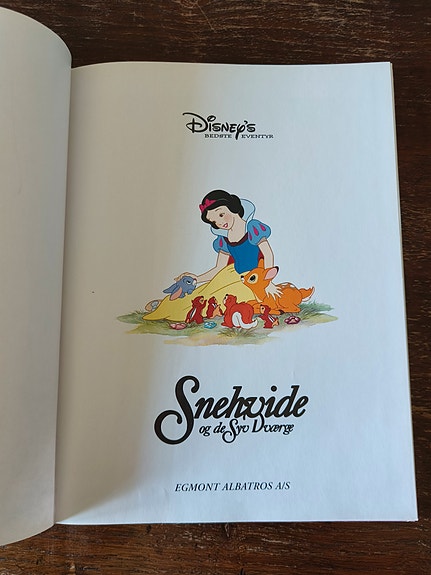 Disney's
BEDSTE EVENTYR
Snehvide
og de Syv Dværge
EGMONT ALBATROS A/S